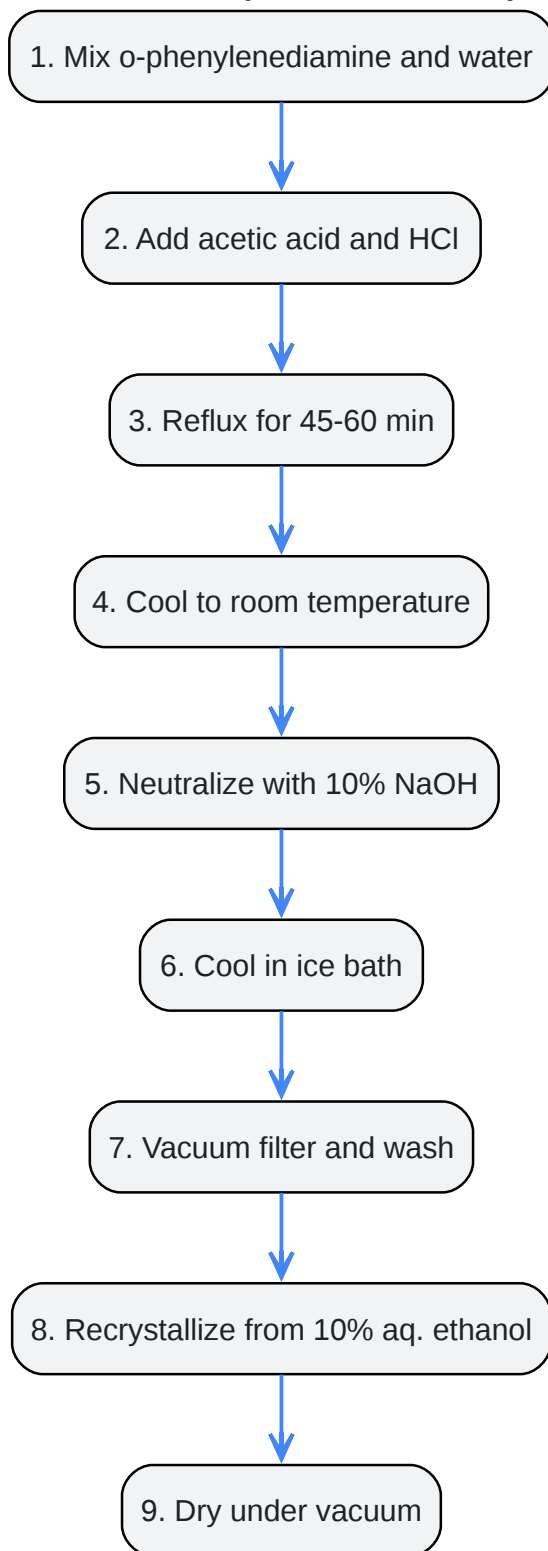 1. Mix o-phenylenediamine and water
2. Add acetic acid and HCl
3. Reflux for 45-60 min
4. Cool to room temperature
5. Neutralize with 10% NaOH
6. Cool in ice bath
7. Vacuum filter and wash
8. Recrystallize from 10% aq. ethanol
9. Dry under vacuum